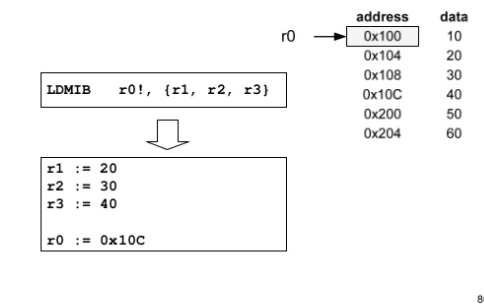 address data
r0 0x100 10
0x104 20
0x108 30
0x10C 40
0x200 50
0x204 60
LDMIB r0!, {r1, r2, r3}
r1 := 20
r2 := 30
r3 := 40
r0 := 0x10C
8